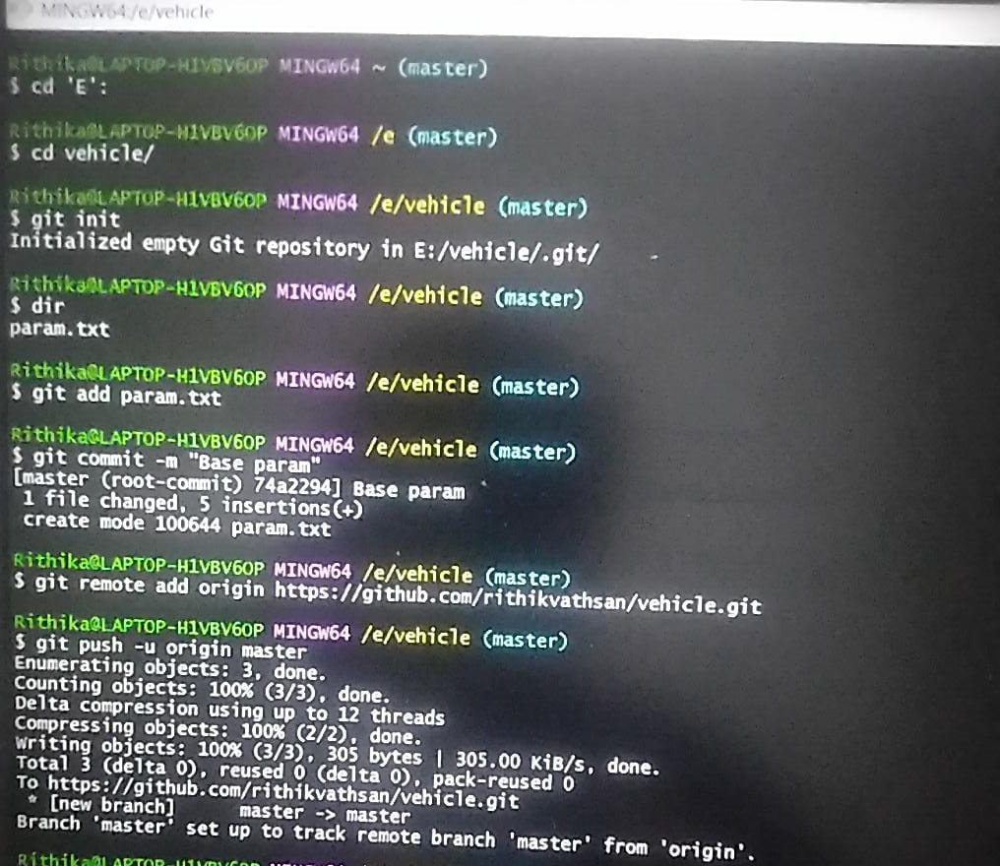 MINGW64:/e/vehicle
Rithika@LAPTOP-H1VBV6OP MINGW64 ~ (master)
$ cd 'E':
Rithika@LAPTOP-H1VBV6OP MINGW64 /e (master)
$ cd vehicle/
Rithika@LAPTOP-H1VBV6OP MINGW64 /e/vehicle (master)
$ git init
Initialized empty Git repository in E:/vehicle/.git/
Rithika@LAPTOP-H1VBV6OP MINGW64 /e/vehicle (master)
$ dir
param.txt
Rithika@LAPTOP-H1VBV6OP MINGW64 /e/vehicle (master)
$ git add param.txt
Rithika@LAPTOP-H1VBV6OP MINGW64 /e/vehicle (master)
$ git commit -m "Base param"
[master (root-commit) 74a2294] Base param
 1 file changed, 5 insertions(+)
 create mode 100644 param.txt
Rithika@LAPTOP-H1VBV6OP MINGW64 /e/vehicle (master)
$ git remote add origin https://github.com/rithikvathsan/vehicle.git
Rithika@LAPTOP-H1VBV6OP MINGW64 /e/vehicle (master)
$ git push -u origin master
Enumerating objects: 3, done.
Counting objects: 100% (3/3), done.
Delta compression using up to 12 threads
Compressing objects: 100% (2/2), done.
Writing objects: 100% (3/3), 305 bytes | 305.00 KiB/s, done.
Total 3 (delta 0), reused 0 (delta 0), pack-reused 0
To https://github.com/rithikvathsan/vehicle.git
 * [new branch]      master -> master
Branch 'master' set up to track remote branch 'master' from 'origin'.
Rithika@LAPTOP-H1VBV6OP